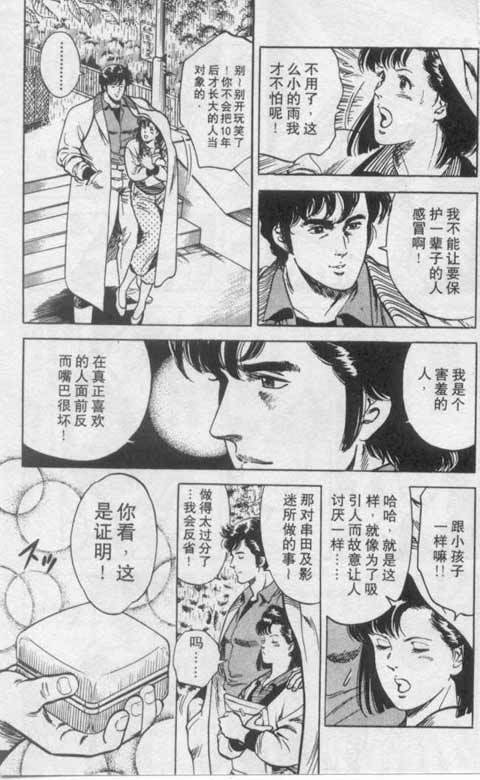 不用了，这
么小的雨我
才不怕呢！
别～别开玩笑了
！你不会把10年
后才长大的人当
对象的．
…………
我不能让要保
护一辈子的人
感冒啊！
我是个
害羞的
人，
在真正喜欢
的人面前反
而嘴巴很坏！
跟小孩子
一样嘛!!
哈哈，就是这
样，就像为了吸
引人而故意让人
讨厌一样……
那对串田及影
迷所做的事～
做得太过分了
…我会反省！
吗……
你看，这
是证明！
スッ